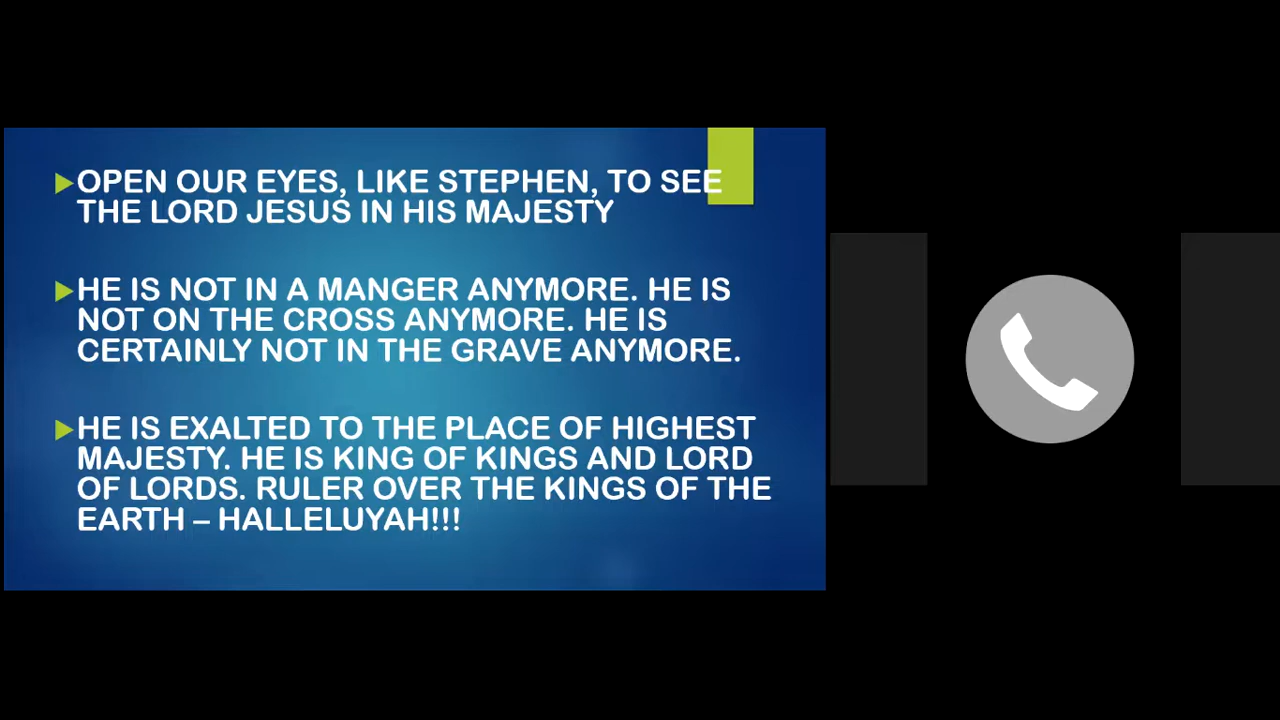 OPEN OUR EYES, LIKE STEPHEN, TO SEE
THE LORD JESUS IN HIS MAJESTY
HE IS NOT IN A MANGER ANYMORE. HE IS
NOT ON THE CROSS ANYMORE. HE IS
CERTAINLY NOT IN THE GRAVE ANYMORE.
HE IS EXALTED TO THE PLACE OF HIGHEST
MAJESTY. HE IS KING OF KINGS AND LORD
OF LORDS. RULER OVER THE KINGS OF THE
EARTH – HALLELUYAH!!!